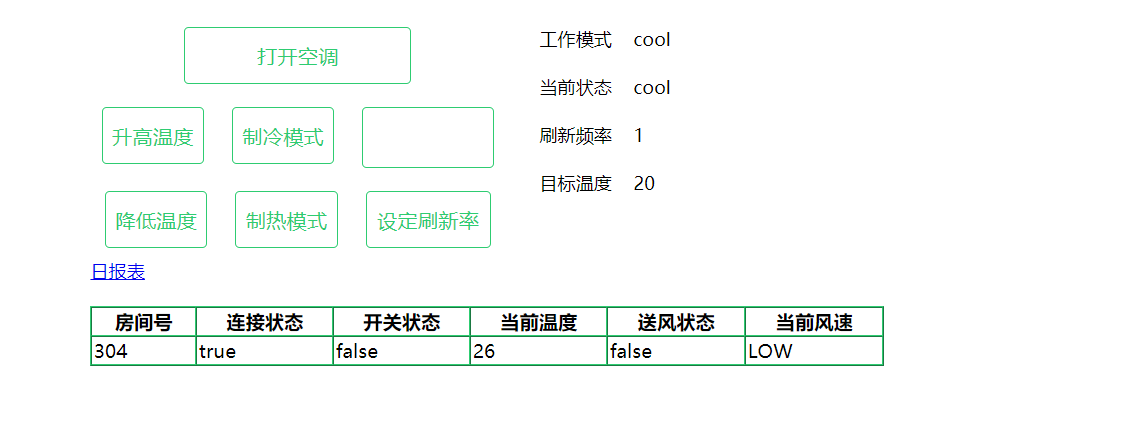 打开空调
升高温度 制冷模式
降低温度 制热模式 设定刷新率
工作模式 cool
当前状态 cool
刷新频率 1
目标温度 20
日报表
房间号 连接状态 开关状态 当前温度 送风状态 当前风速
304 true false 26 false LOW